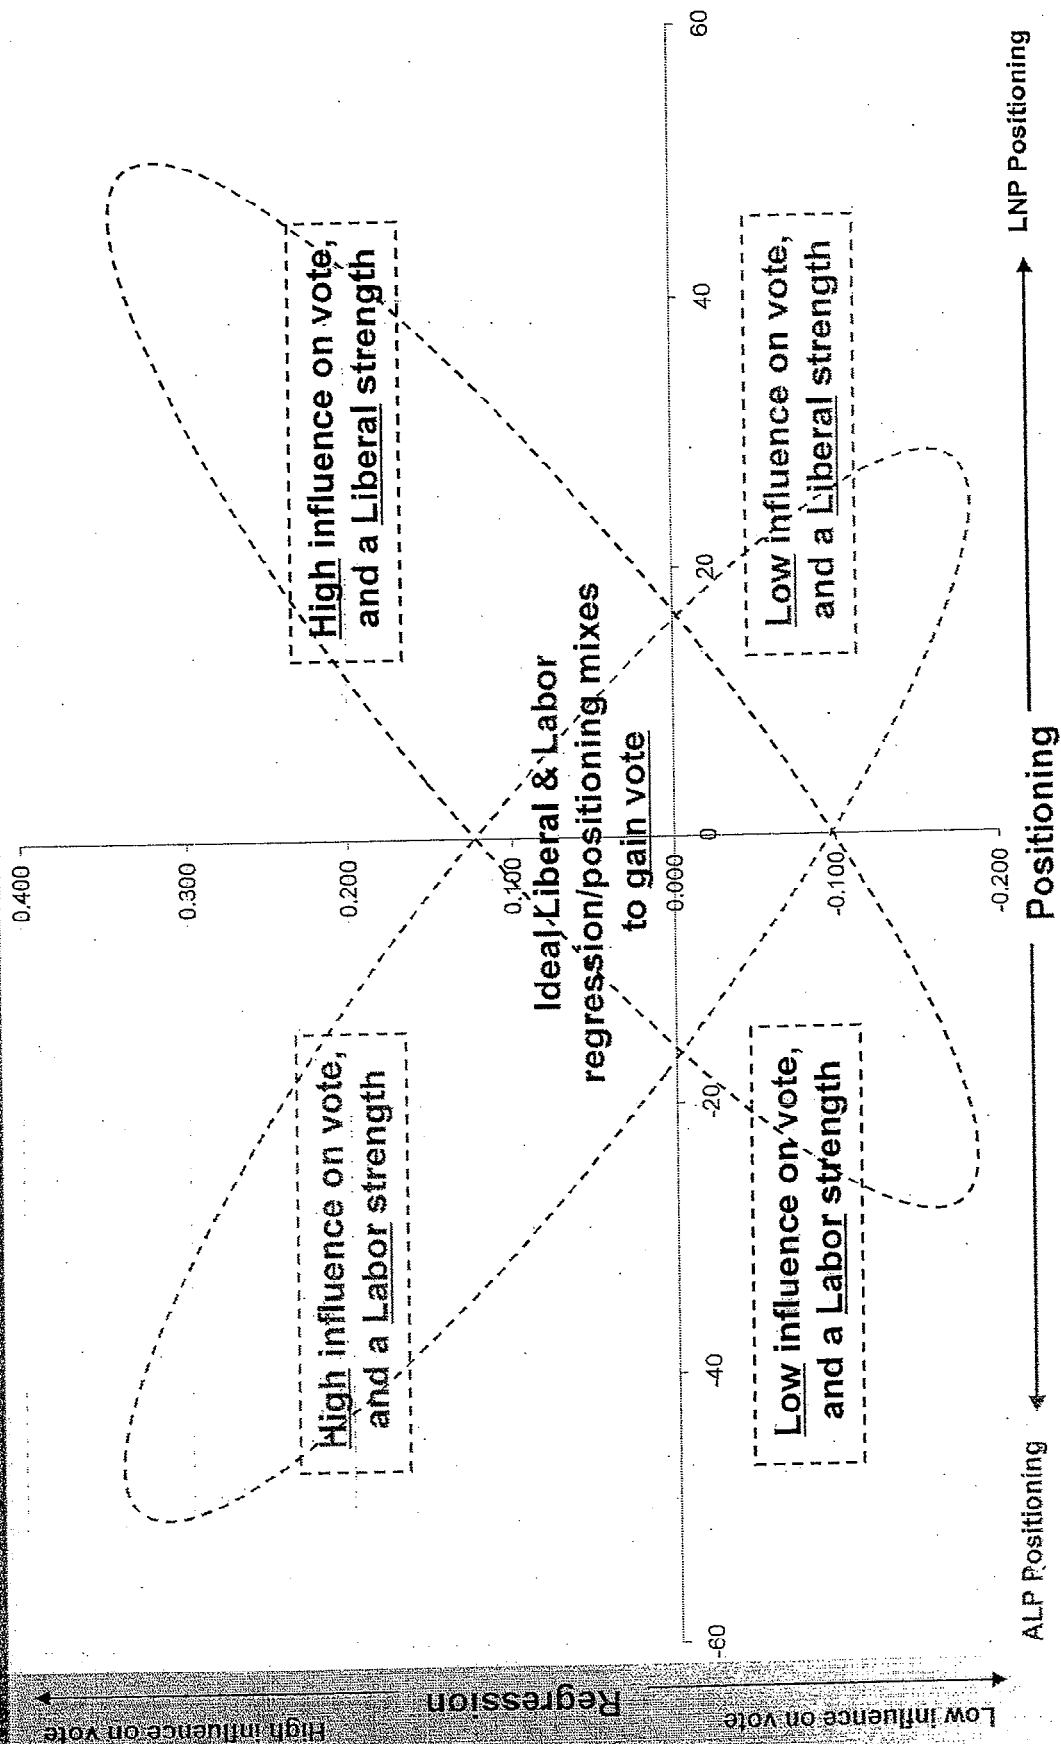 High influence on vote
Regression
Low influence on vote
0.400
0.300
0.200
0.100
0.000
-0.100
-0.200
-60
-40
-20
0
20
40
60
High influence on vote,
and a Labor strength
High influence on vote,
and a Liberal strength
Ideal Liberal & Labor
regression/positioning mixes
to gain vote
Low influence on vote,
and a Labor strength
Low influence on vote,
and a Liberal strength
ALP Positioning
Positioning
LNP Positioning